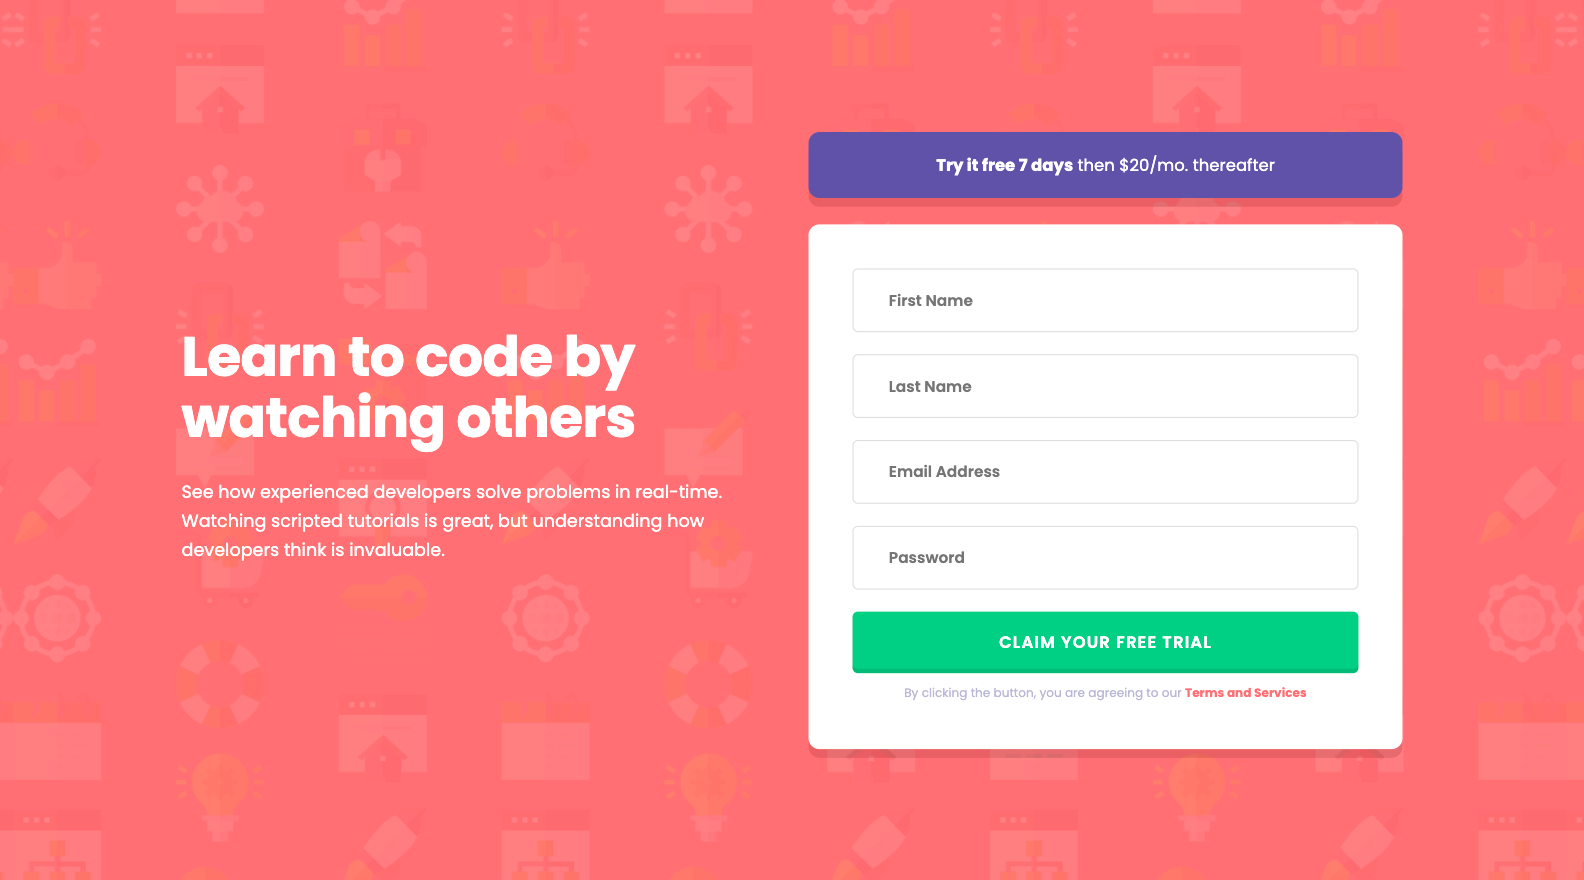 Learn to code by
watching others
See how experienced developers solve problems in real-time.
Watching scripted tutorials is great, but understanding how
developers think is invaluable.
Try it free 7 days then $20/mo. thereafter
First Name
Last Name
Email Address
Password
CLAIM YOUR FREE TRIAL
By clicking the button, you are agreeing to our Terms and Services